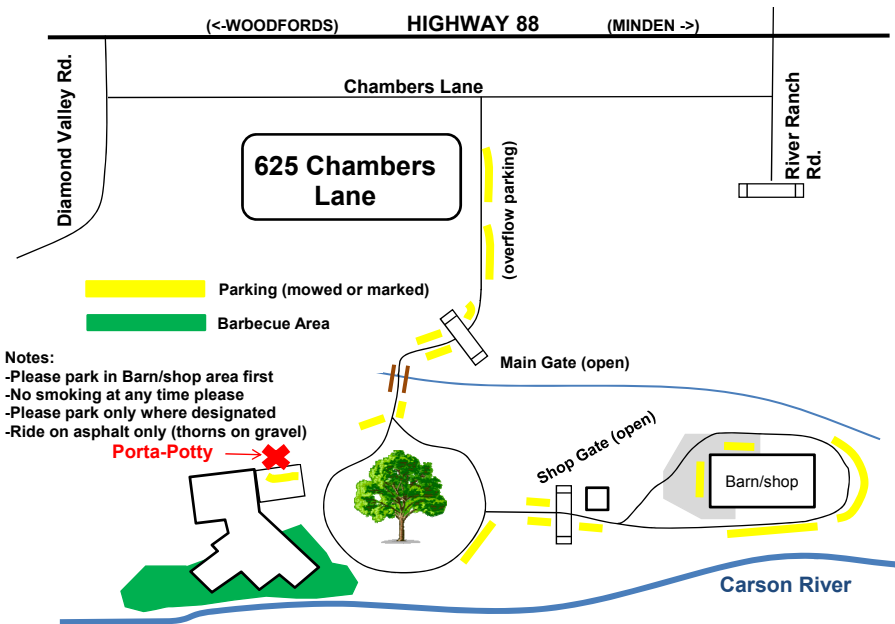 (<-WOODFORDS) HIGHWAY 88 (MINDEN ->)
Chambers Lane
Diamond Valley Rd.
River Ranch
Rd.
625 Chambers
Lane
(overflow parking)
Parking (mowed or marked)
Barbecue Area
Notes:
-Please park in Barn/shop area first
-No smoking at any time please
-Please park only where designated
-Ride on asphalt only (thorns on gravel)
Porta-Potty
Main Gate (open)
Shop Gate (open)
Barn/shop
Carson River